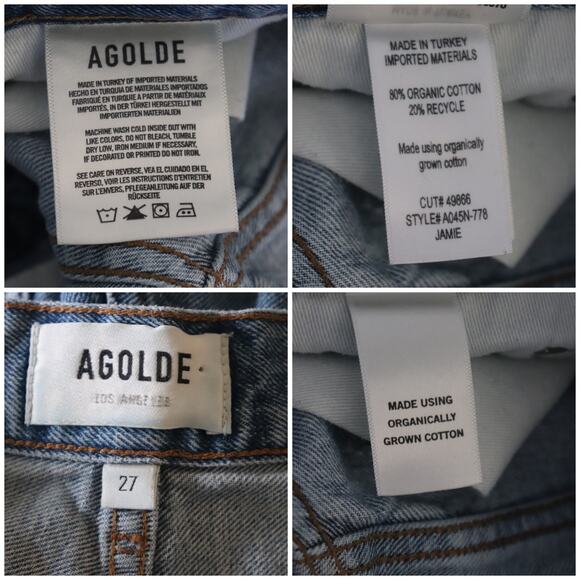 AGOLDE
MADE IN TURKEY OF IMPORTED MATERIALS
HECHO EN TURQUIA DE MATERIALES IMPORTADOS
FABRIQUÉ EN TURQUIE A PARTIR DE MATÉRIAUX
IMPORTÉS, IN DER TÜRKEI HERGESTELLT MIT
IMPORTIERTEN MATERIALIEN
MACHINE WASH COLD INSIDE OUT WITH
LIKE COLORS, DO NOT BLEACH, TUMBLE
DRY LOW, IRON MEDIUM IF NECESSARY,
IF DECORATED OR PRINTED DO NOT IRON.
SEE CARE ON REVERSE, VEA EL CUIDADO EN EL
REVERSO, VOIR LES INSTRUCTIONS D'ENTRETIEN
SUR L'ENVERS, PFLEGEANLEITUNG AUF DER
RÜCKSEITE
MADE IN TURKEY
IMPORTED MATERIALS
80% ORGANIC COTTON
20% RECYCLE
Made using organically
grown cotton
CUT# 49866
STYLE# A045N-778
JAMIE
AGOLDE
LOS ANGELES
27
MADE USING
ORGANICALLY
GROWN COTTON